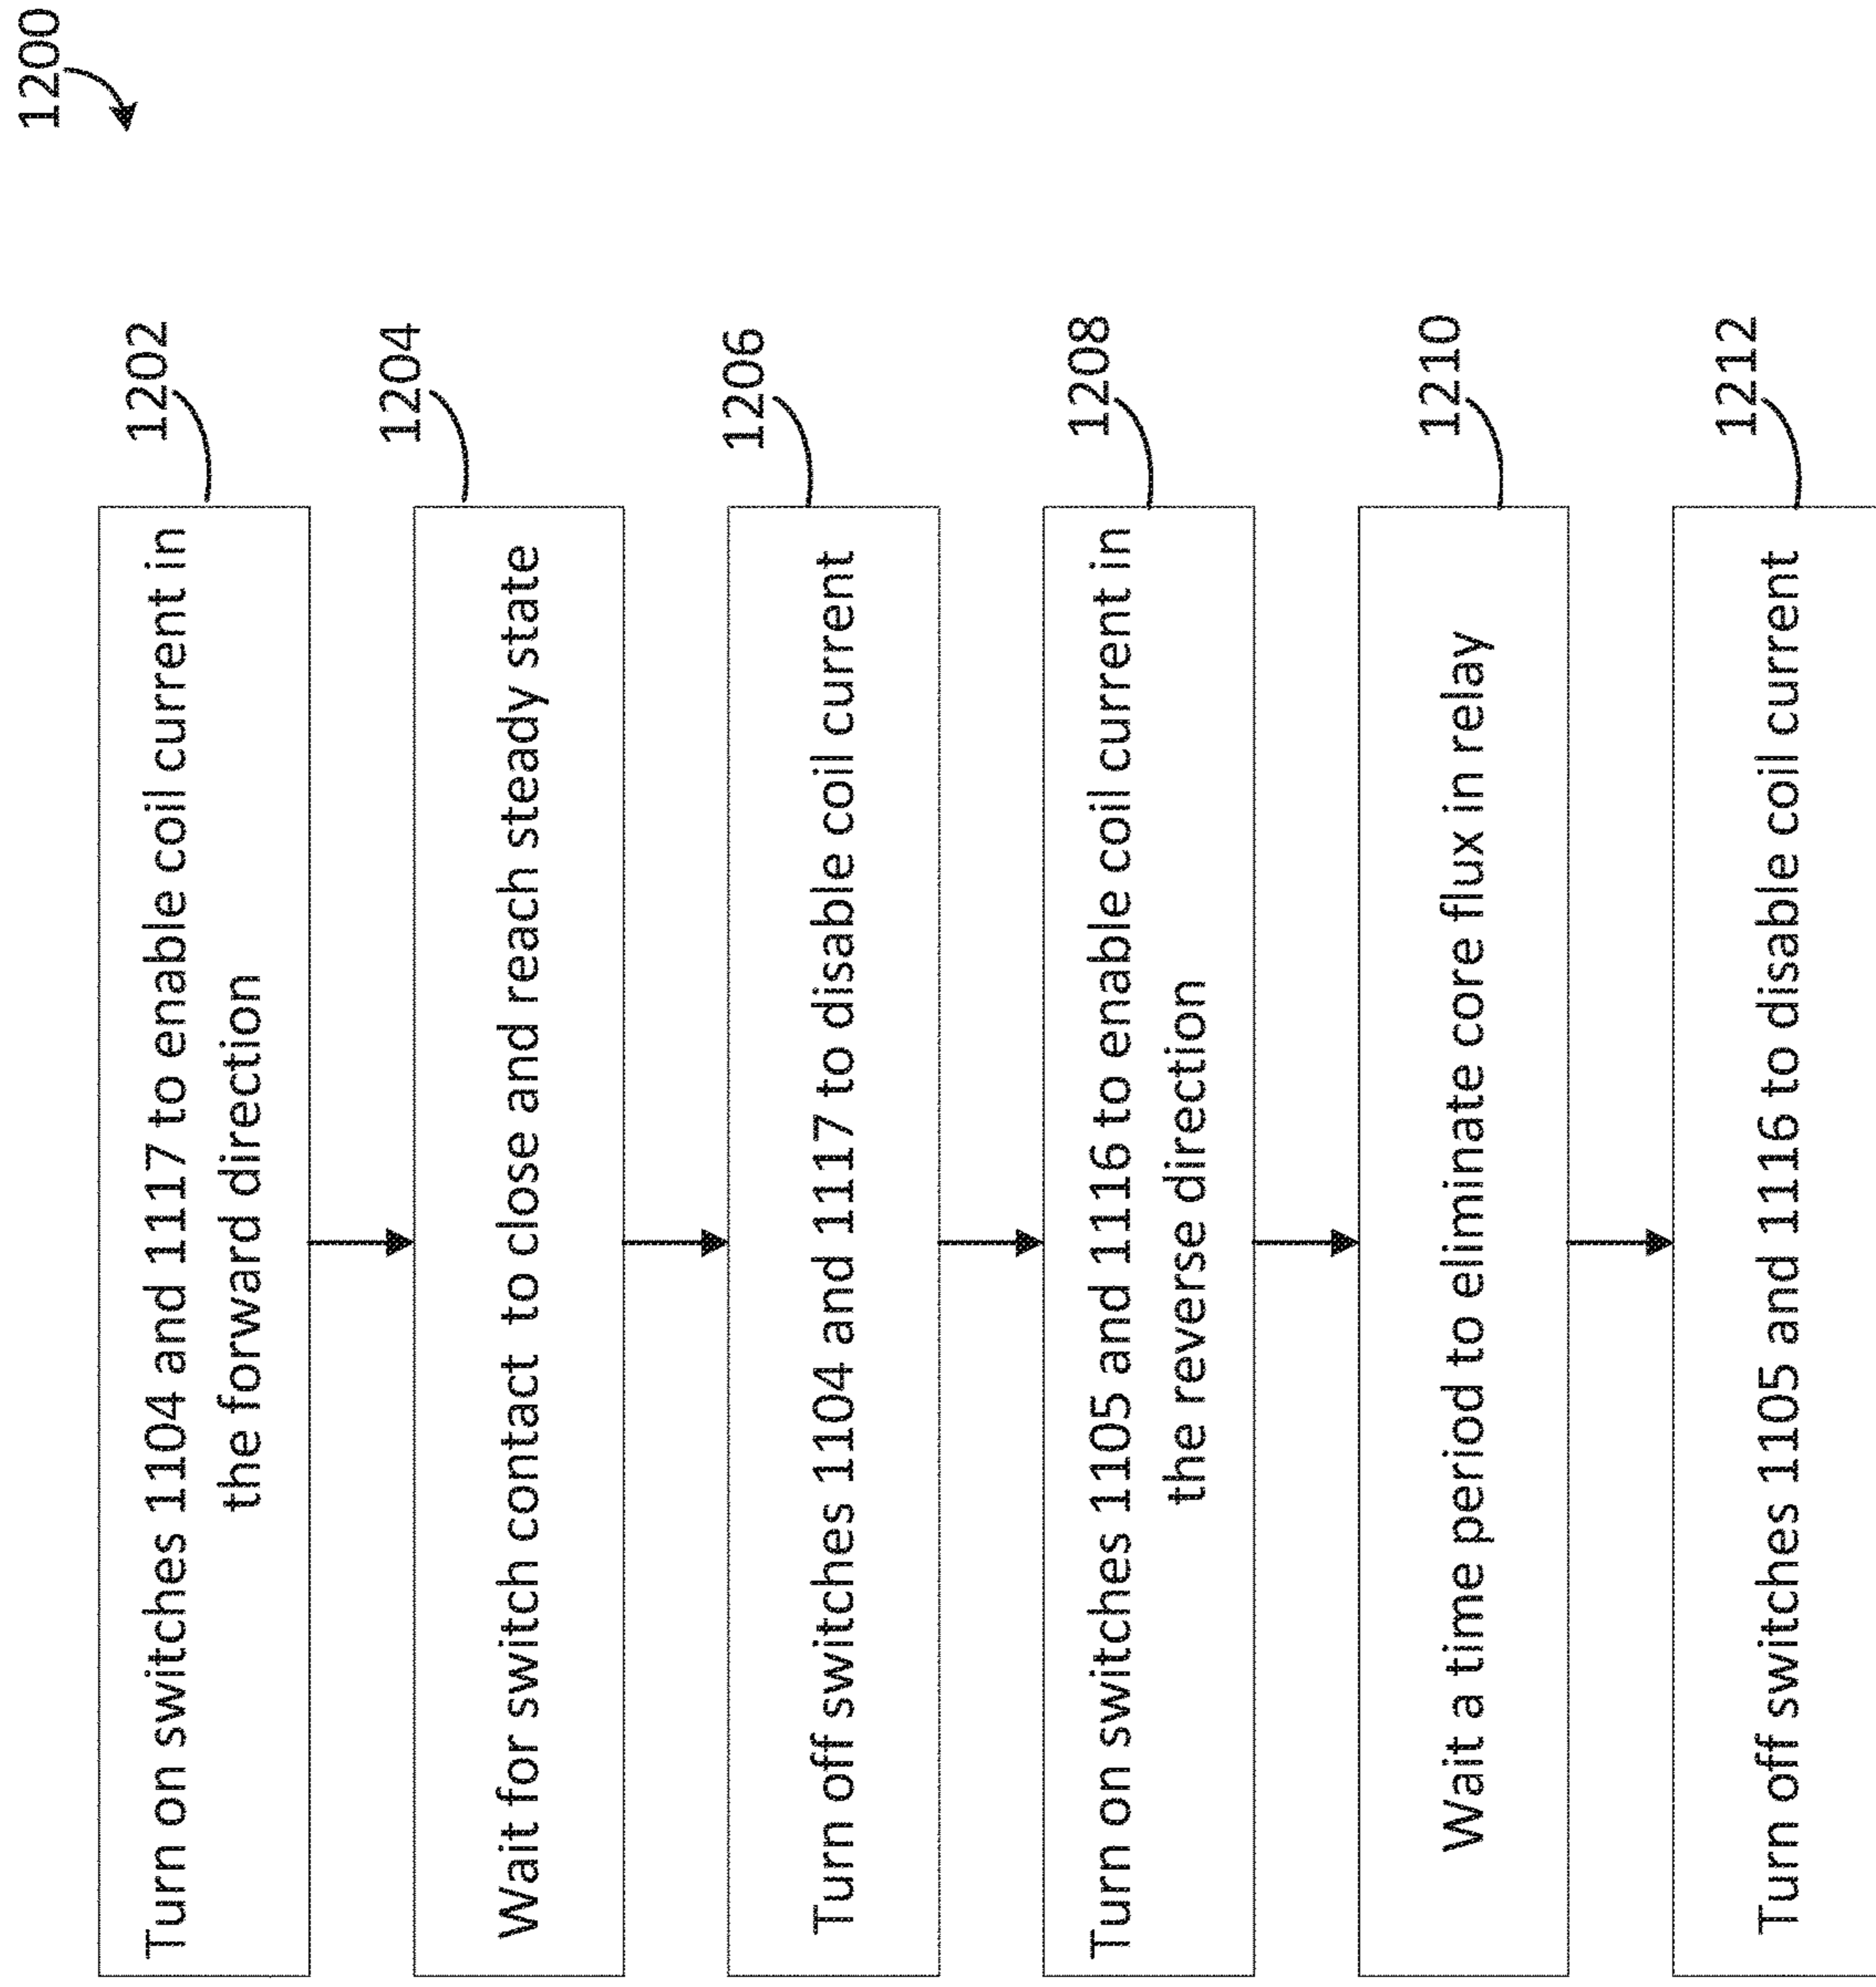 1200
Turn on switches 1104 and 1117 to enable coil current in
the forward direction
1202
Wait for switch contact to close and reach steady state
1204
Turn off switches 1104 and 1117 to disable coil current
1206
Turn on switches 1105 and 1116 to enable coil current in
the reverse direction
1208
Wait a time period to eliminate core flux in relay
1210
Turn off switches 1105 and 1116 to disable coil current
1212